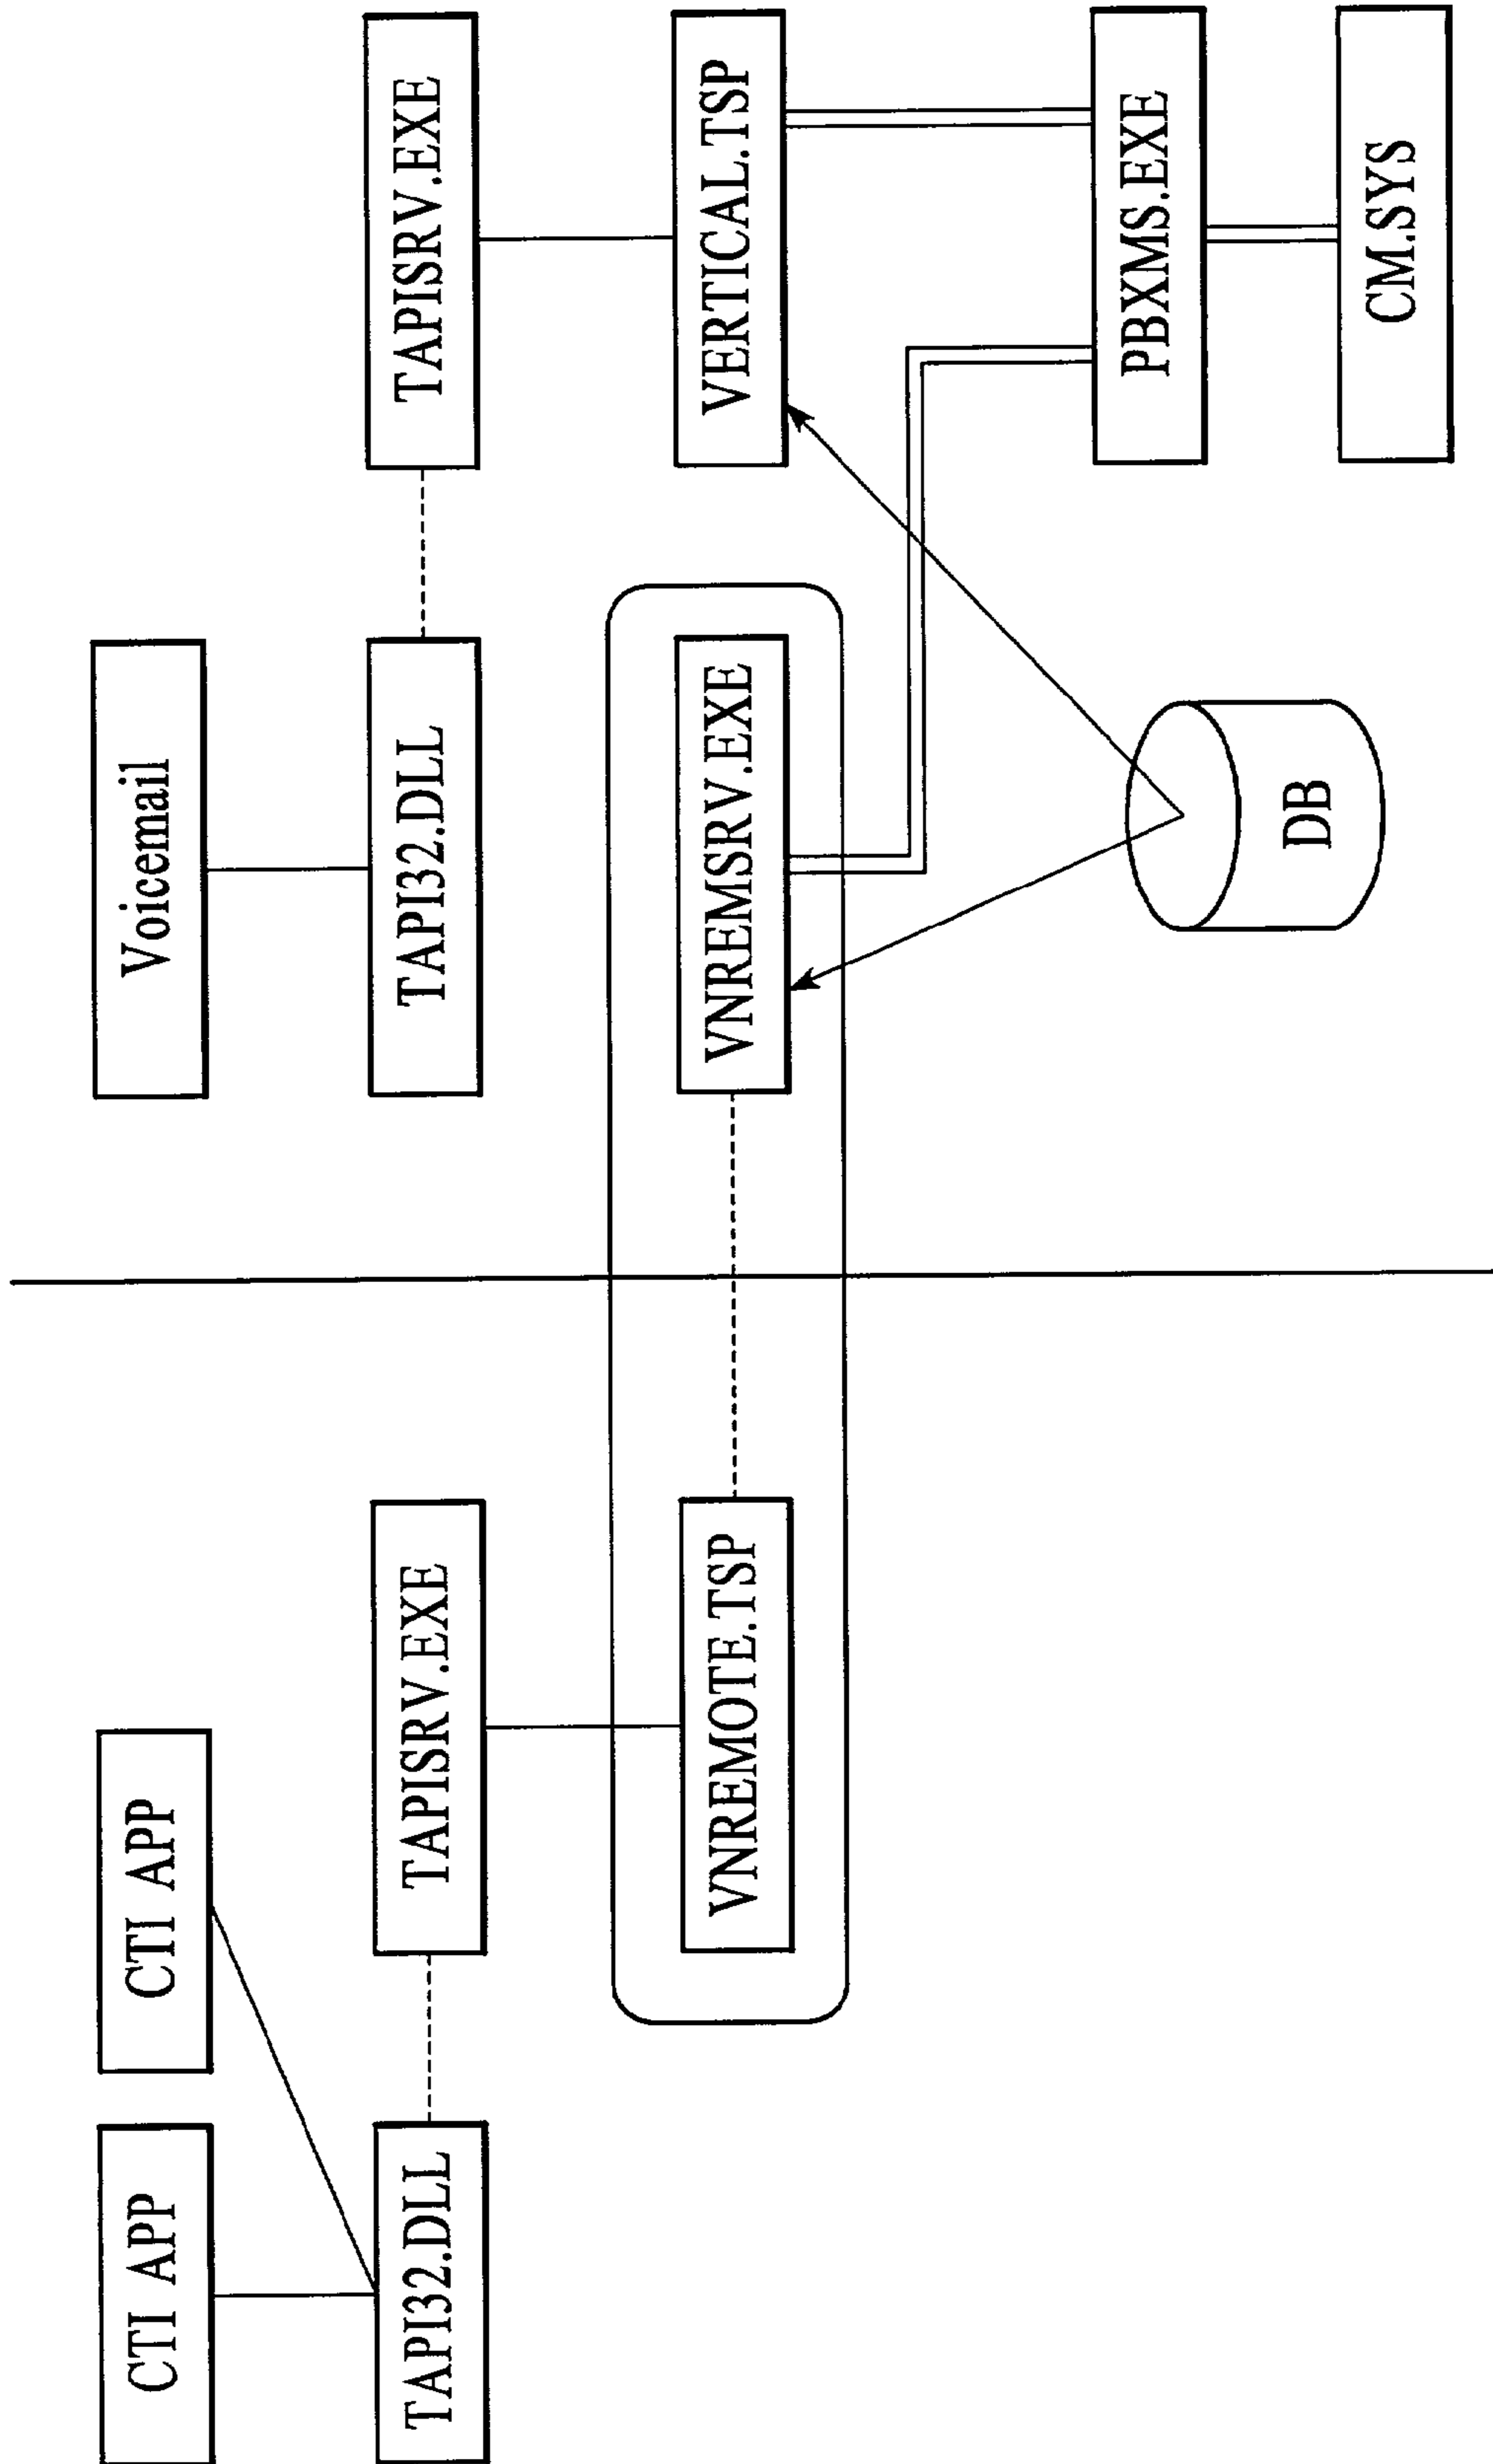 CTI APP
CTI APP
Voicemail
TAPI32.DLL
TAPISRV.EXE
TAPI32.DLL
TAPISRV.EXE
VNREMOTE.TSP
VNREMSRV.EXE
VERTICAL.TSP
PBXMS.EXE
DB
CM.SYS